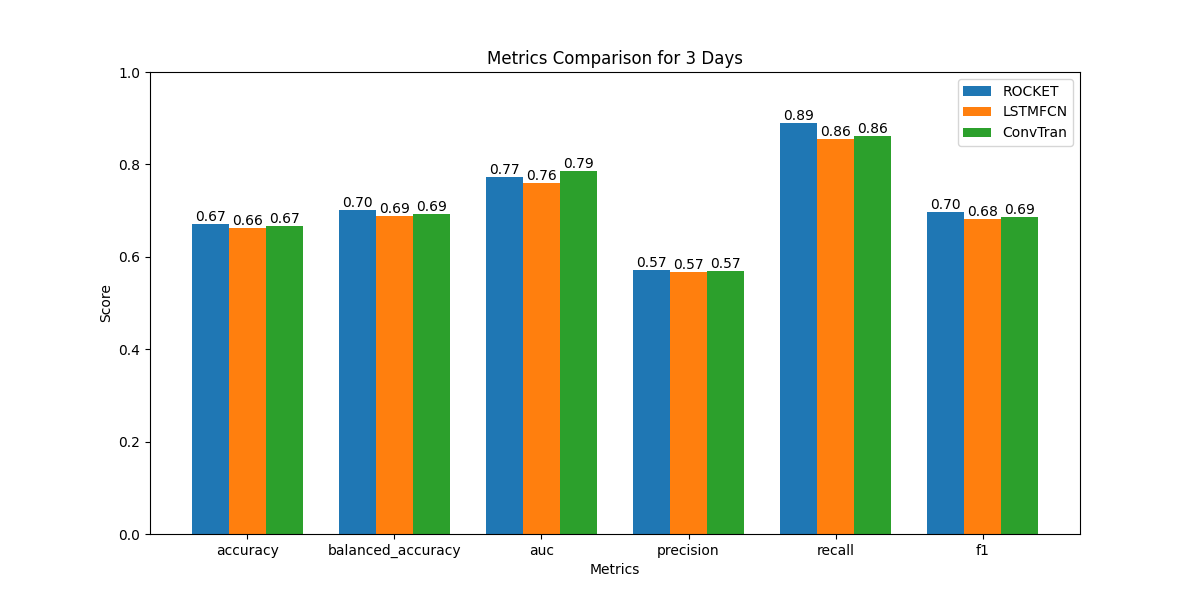 Metrics Comparison for 3 Days
1.0
0.8
0.6
0.4
0.2
0.0
Score
ROCKET
LSTMFCN
ConvTran
0.67 0.66 0.67
0.70 0.69 0.69
0.77 0.76 0.79
0.57 0.57 0.57
0.89 0.86 0.86
0.70 0.68 0.69
accuracy balanced_accuracy auc precision recall f1
Metrics